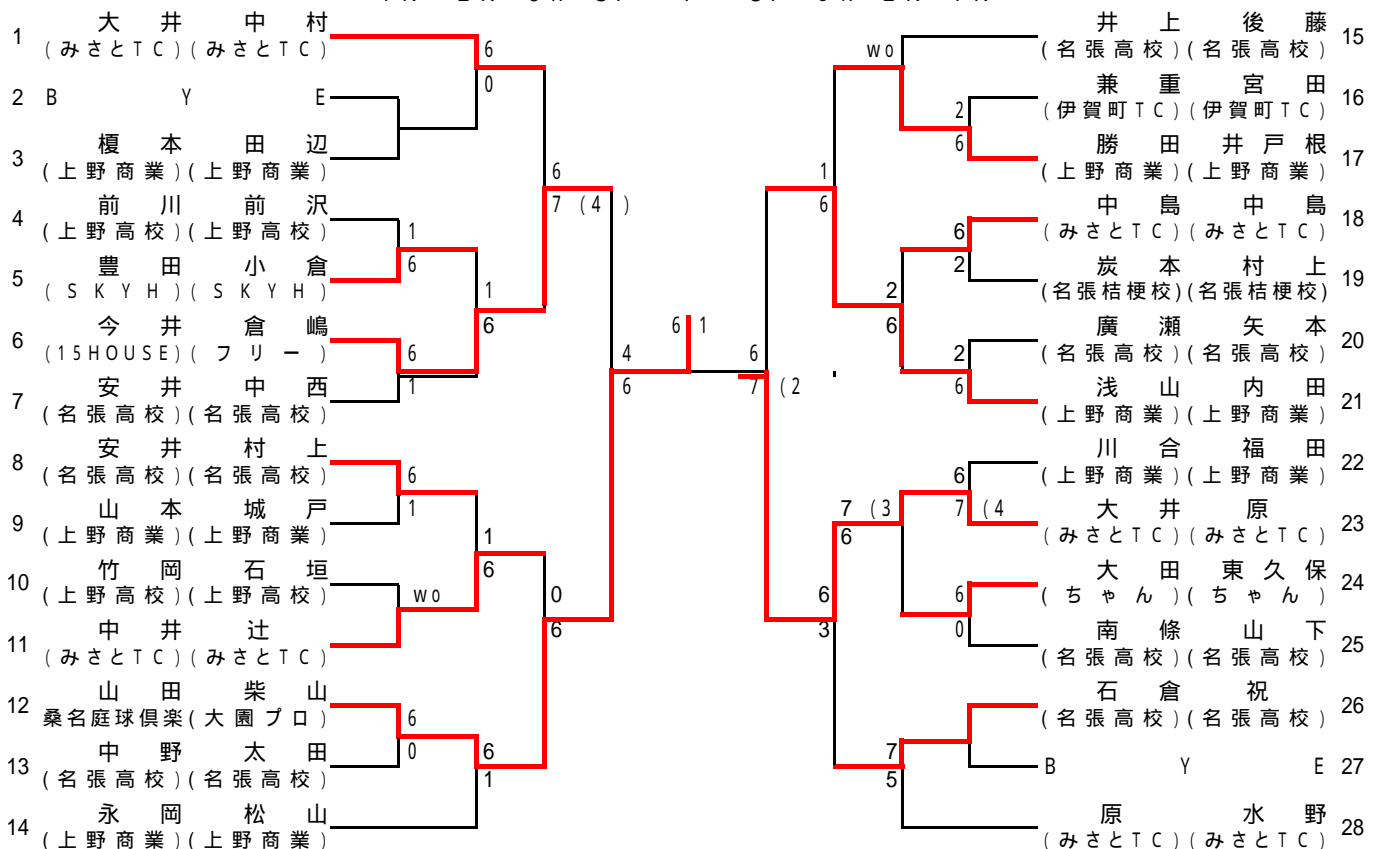 1 大井 中村
(みさとTC)(みさとTC)
2 B Y E
3 榎本 田辺
(上野商業)(上野商業)
4 前川 前沢
(上野高校)(上野高校)
5 豊田 小倉
(SKYH)(SKYH)
6 今井 倉嶋
(15HOUSE)(フリー)
7 安井 中西
(名張高校)(名張高校)
8 安井 村上
(名張高校)(名張高校)
9 山本 城戸
(上野商業)(上野商業)
10 竹岡 石垣
(上野高校)(上野高校)
11 中井 辻
(みさとTC)(みさとTC)
12 山田 柴山
桑名庭球倶楽(大園プロ)
13 中野 太田
(名張高校)(名張高校)
14 永岡 松山
(上野商業)(上野商業)
1
6
6
1
6
1
wo
6
0
6
0
1
6
1
6
6
1
6
7 (4)
0
6
4
6
6 1
6
7 (2
1
6
6
3
wo
2
6
7 (3
6
7
5
2
6
6
2
2
6
6
7 (4
6
0
井上 後藤 15
(名張高校)(名張高校)
兼重 宮田 16
(伊賀町TC)(伊賀町TC)
勝田 井戸根 17
(上野商業)(上野商業)
中島 中島 18
(みさとTC)(みさとTC)
炭本 村上 19
(名張桔梗校)(名張桔梗校)
廣瀬 矢本 20
(名張高校)(名張高校)
浅山 内田 21
(上野商業)(上野商業)
川合 福田 22
(上野商業)(上野商業)
大井 原 23
(みさとTC)(みさとTC)
大田 東久保 24
(ちゃん)(ちゃん)
南條 山下 25
(名張高校)(名張高校)
石倉 祝 26
(名張高校)(名張高校)
B Y E 27
原 水野 28
(みさとTC)(みさとTC)